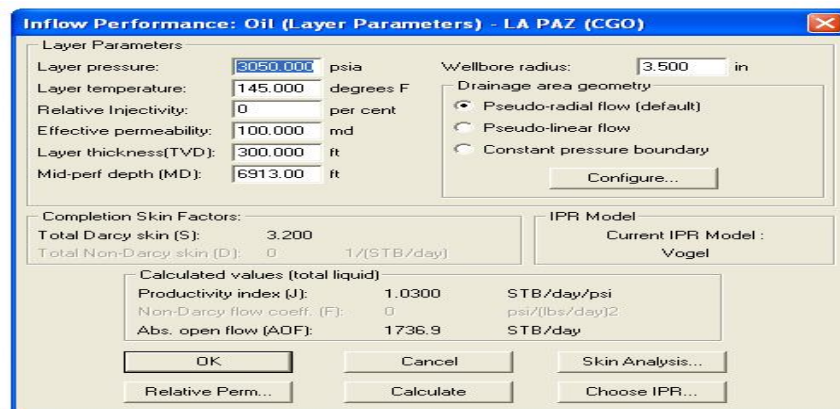 Inflow Performance: Oil (Layer Parameters) - LA PAZ (CGO)
Layer Parameters
Layer pressure: 3050.000 psia
Layer temperature: 145.000 degrees F
Relative Injectivity: 0 per cent
Effective permeability: 100.000 md
Layer thickness(TVD): 300.000 ft
Mid-perf depth (MD): 6913.00 ft
Wellbore radius: 3.500 in
Drainage area geometry
Pseudo-radial flow (default)
Pseudo-linear flow
Constant pressure boundary
Configure...
Completion Skin Factors:
Total Darcy skin (S): 3.200
Total Non-Darcy skin (D): 0 1/(STB/day)
IPR Model
Current IPR Model :
Vogel
Calculated values (total liquid)
Productivity index (J): 1.0300 STB/day/psi
Non-Darcy flow coeff. (F): 0 psi/(lbs/day)2
Abs. open flow (AOF): 1736.9 STB/day
OK Cancel Skin Analysis...
Relative Perm... Calculate Choose IPR...